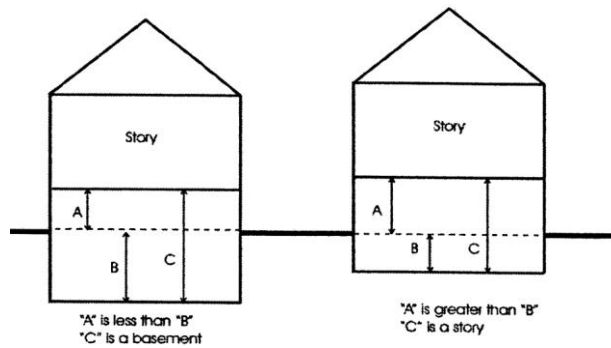 Story
A
B
C
"A" is less than "B"
"C" is a basement
Story
A
B
C
"A" is greater than "B"
"C" is a story